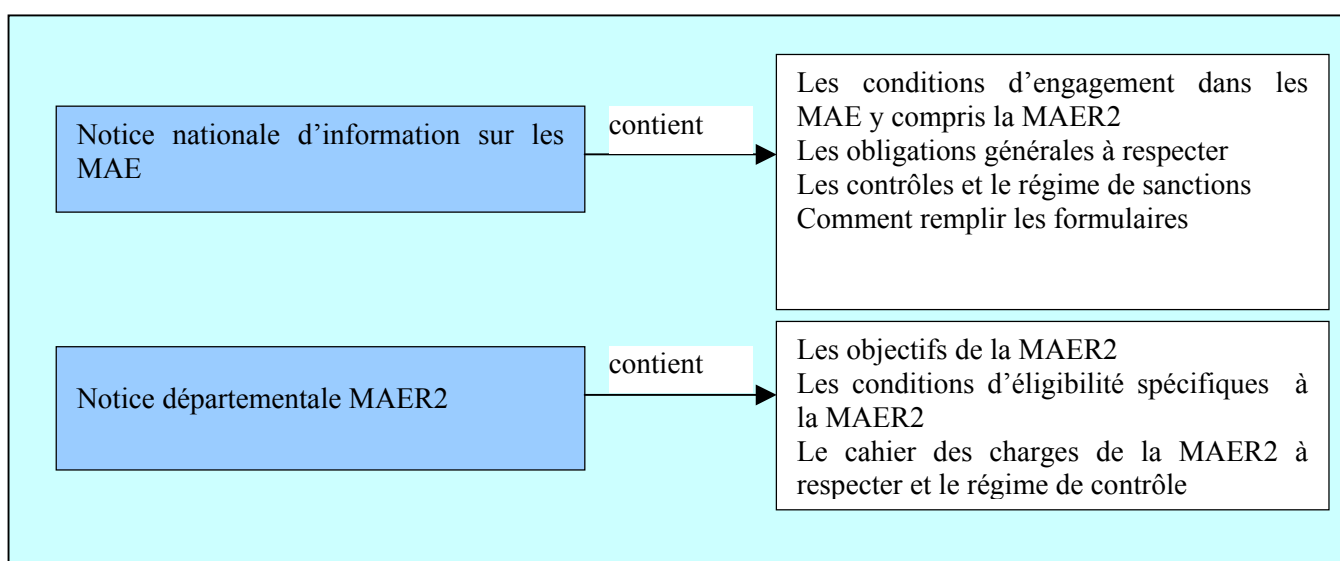 Notice nationale d’information sur les
MAE
contient
Les conditions d’engagement dans les
MAE y compris la MAER2
Les obligations générales à respecter
Les contrôles et le régime de sanctions
Comment remplir les formulaires
Notice départementale MAER2
contient
Les objectifs de la MAER2
Les conditions d’éligibilité spécifiques à
la MAER2
Le cahier des charges de la MAER2 à
respecter et le régime de contrôle